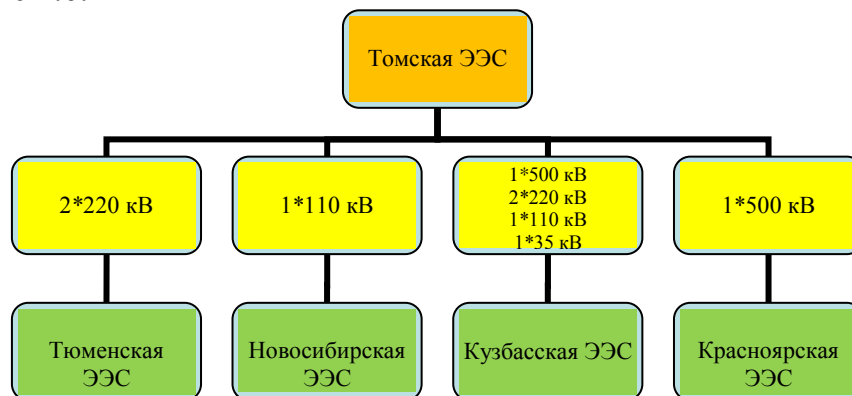 Томская ЭЭС
2*220 кВ
1*110 кВ
1*500 кВ
2*220 кВ
1*110 кВ
1*35 кВ
1*500 кВ
Тюменская
ЭЭС
Новосибирская
ЭЭС
Кузбасская ЭЭС
Красноярская
ЭЭС